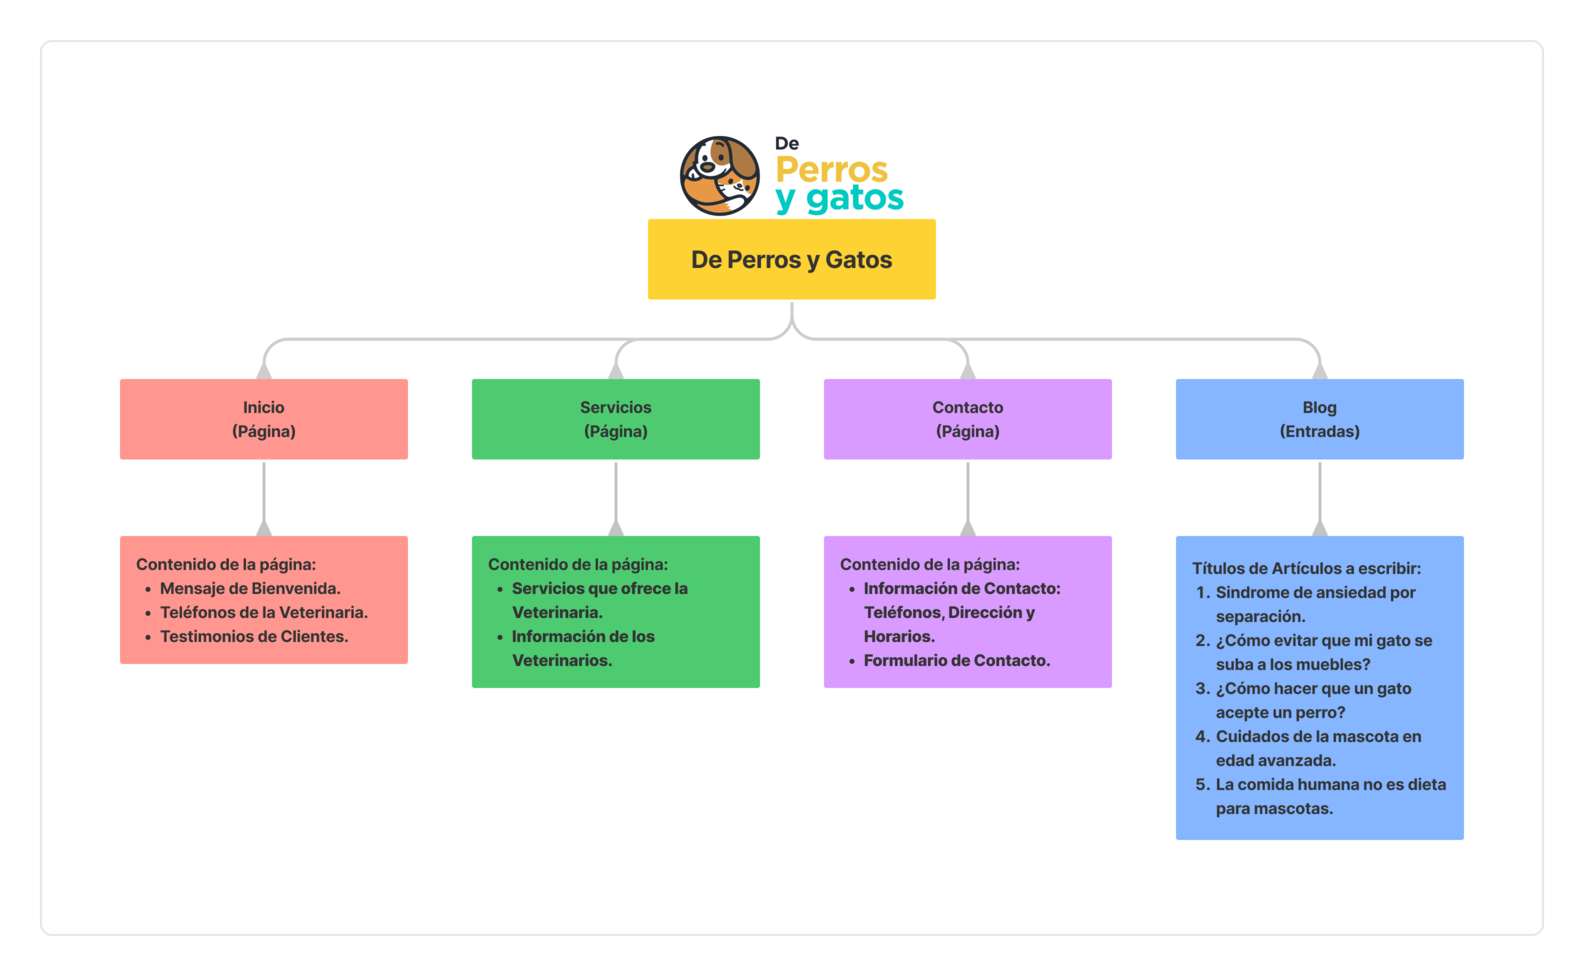 De
Perros
y gatos
De Perros y Gatos
Inicio
(Página)
Servicios
(Página)
Contacto
(Página)
Blog
(Entradas)
Contenido de la página:
• Mensaje de Bienvenida.
• Teléfonos de la Veterinaria.
• Testimonios de Clientes.
Contenido de la página:
• Servicios que ofrece la
Veterinaria.
• Información de los
Veterinarios.
Contenido de la página:
• Información de Contacto:
Teléfonos, Dirección y
Horarios.
• Formulario de Contacto.
Títulos de Artículos a escribir:
1. Sindrome de ansiedad por
separación.
2. ¿Cómo evitar que mi gato se
suba a los muebles?
3. ¿Cómo hacer que un gato
acepte un perro?
4. Cuidados de la mascota en
edad avanzada.
5. La comida humana no es dieta
para mascotas.